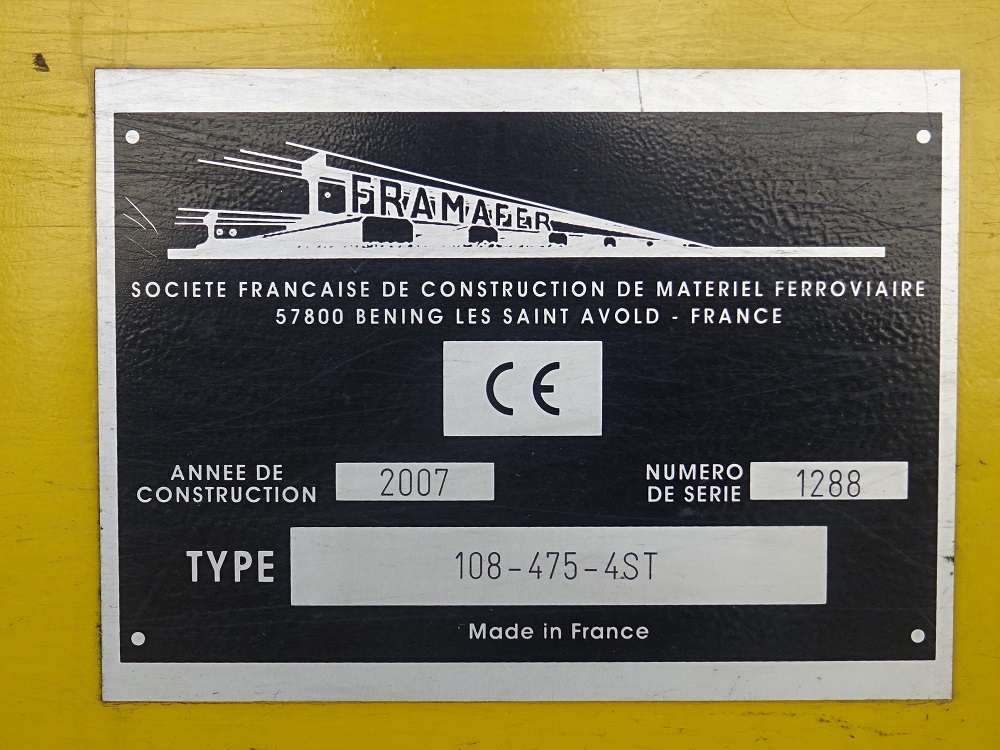 FRAMAFER
SOCIETE FRANCAISE DE CONSTRUCTION DE MATERIEL FERROVIAIRE
57800 BENING LES SAINT AVOLD - FRANCE
CE
ANNEE DE
CONSTRUCTION
2007
NUMERO
DE SERIE
1288
TYPE
108-475-4ST
Made in France